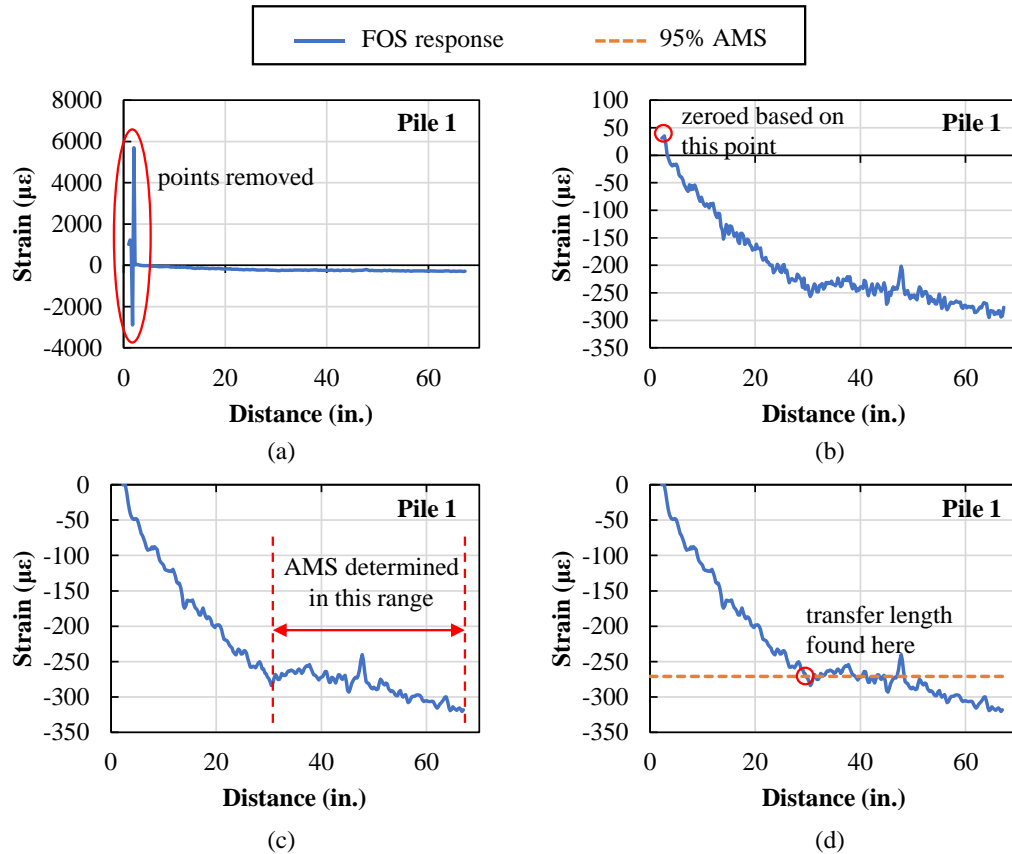 FOS response
95% AMS
8000
6000
4000
2000
0
-2000
-4000
Strain (με)
Pile 1
points removed
0
20
40
60
Distance (in.)
(a)
100
50
0
-50
-100
-150
-200
-250
-300
-350
Strain (με)
Pile 1
zeroed based on
this point
0
20
40
60
Distance (in.)
(b)
0
-50
-100
-150
-200
-250
-300
-350
Strain (με)
Pile 1
AMS determined
in this range
0
20
40
60
Distance (in.)
(c)
0
-50
-100
-150
-200
-250
-300
-350
Strain (με)
Pile 1
transfer length
found here
0
20
40
60
Distance (in.)
(d)